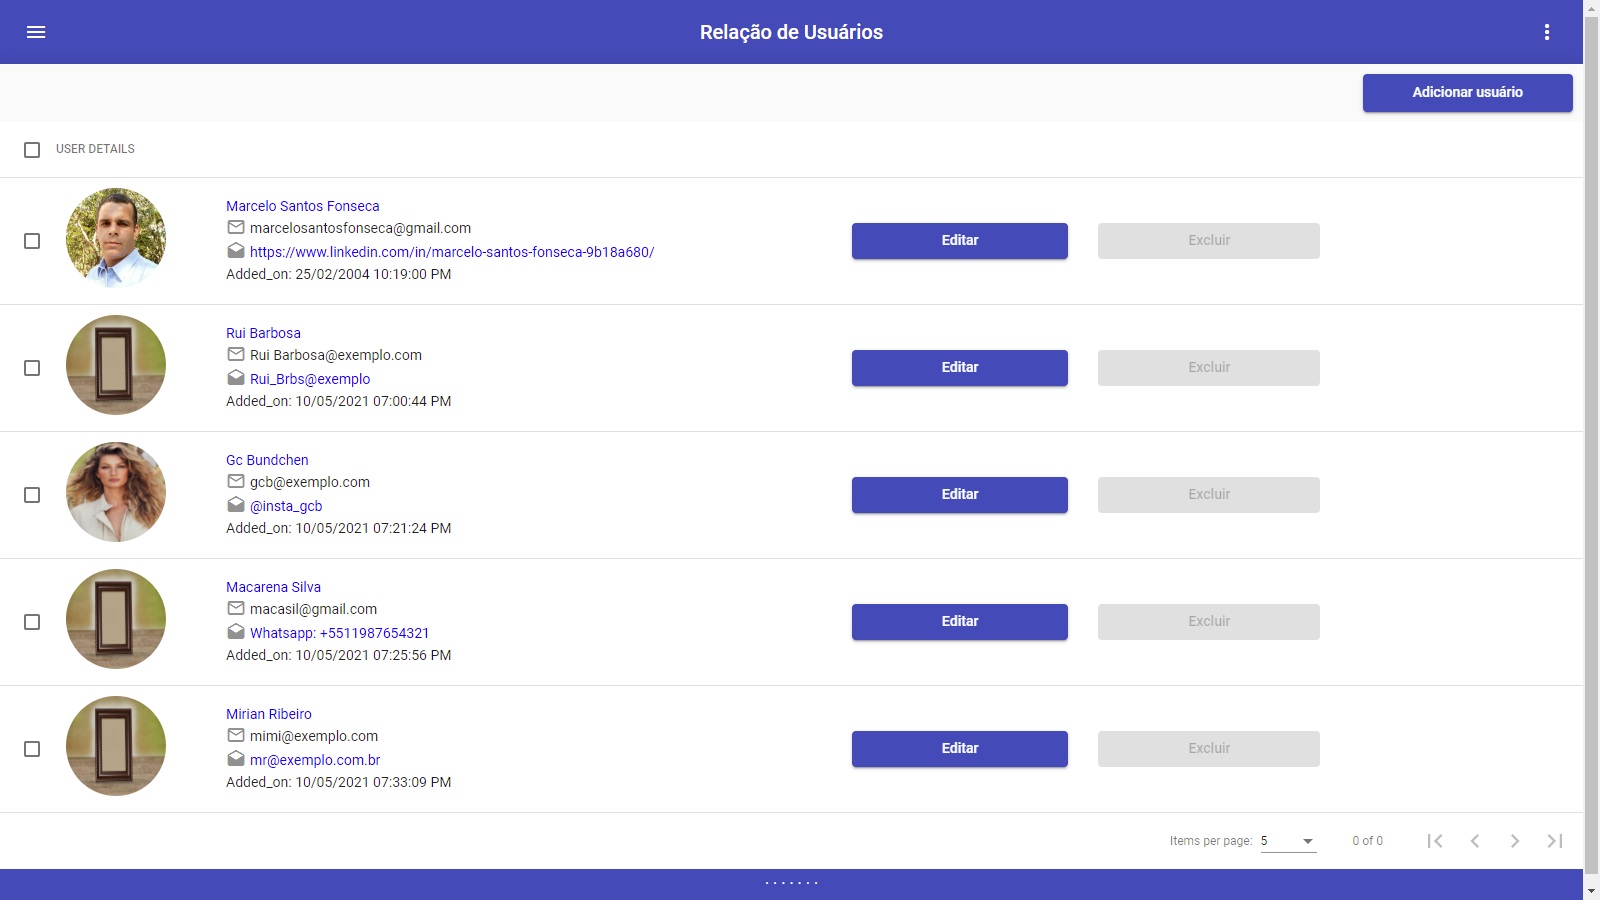 Relação de Usuários
Adicionar usuário
USER DETAILS
Marcelo Santos Fonseca
marcelosantosfonseca@gmail.com
https://www.linkedin.com/in/marcelo-santos-fonseca-9b18a680/
Added_on: 25/02/2004 10:19:00 PM
Editar
Excluir
Rui Barbosa
Rui Barbosa@exemplo.com
Rui_Brbs@exemplo
Added_on: 10/05/2021 07:00:44 PM
Editar
Excluir
Gc Bundchen
gcb@exemplo.com
@insta_gcb
Added_on: 10/05/2021 07:21:24 PM
Editar
Excluir
Macarena Silva
macasil@gmail.com
Whatsapp: +5511987654321
Added_on: 10/05/2021 07:25:56 PM
Editar
Excluir
Mirian Ribeiro
mimi@exemplo.com
mr@exemplo.com.br
Added_on: 10/05/2021 07:33:09 PM
Editar
Excluir
Items per page: 5 0 of 0
. . . . . . .